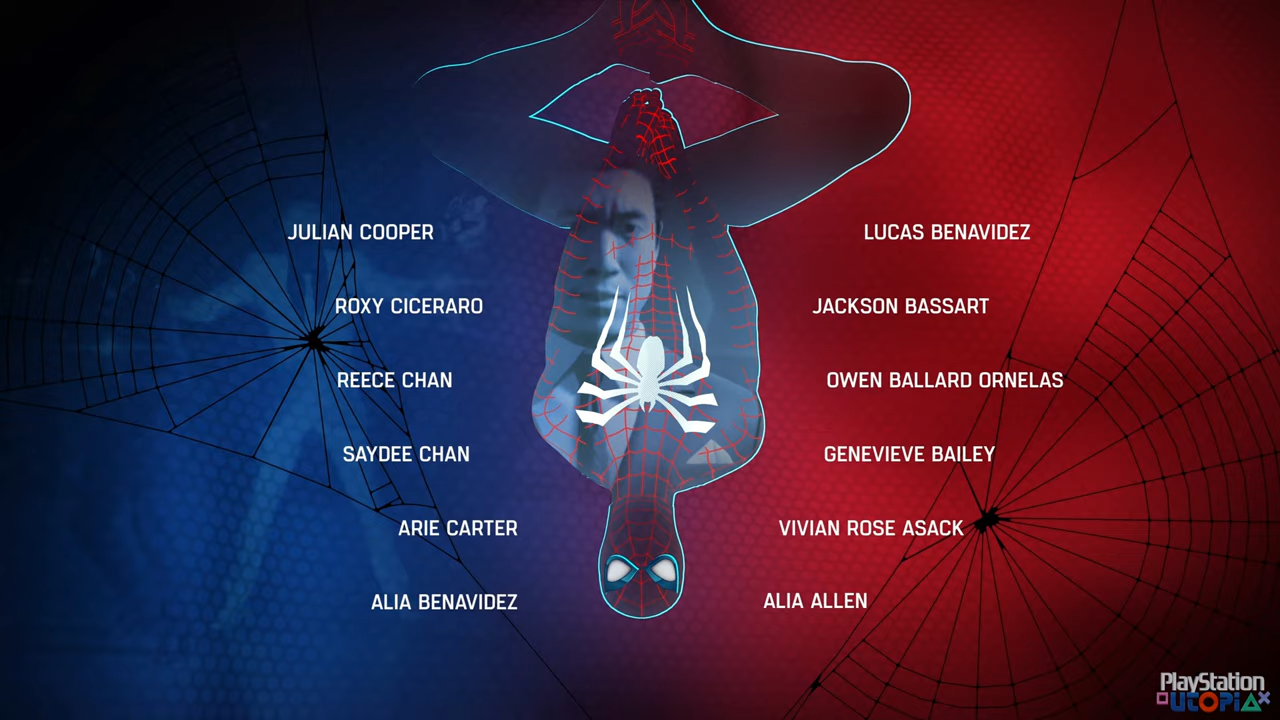 JULIAN COOPER
ROXY CICERARO
REECE CHAN
SAYDEE CHAN
ARIE CARTER
ALIA BENAVIDEZ
LUCAS BENAVIDEZ
JACKSON BASSART
OWEN BALLARD ORNELAS
GENEVIEVE BAILEY
VIVIAN ROSE ASACK
ALIA ALLEN
PlayStation
UTOPIA